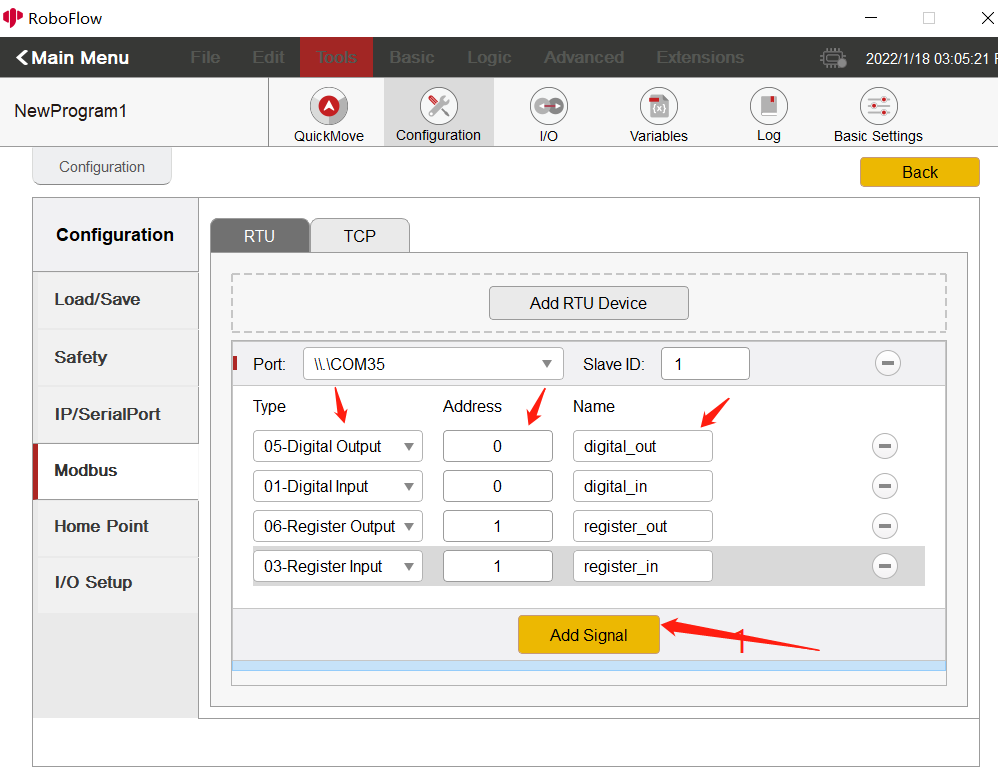 RoboFlow
Main Menu File Edit Tools Basic Logic Advanced Extensions 2022/1/18 03:05:21
NewProgram1
QuickMove Configuration I/O Variables Log Basic Settings
Configuration
Back
Configuration
Load/Save
Safety
IP/SerialPort
Modbus
Home Point
I/O Setup
RTU TCP
Add RTU Device
Port: \\.\COM35 Slave ID: 1
Type Address Name
05-Digital Output 0 digital_out
01-Digital Input 0 digital_in
06-Register Output 1 register_out
03-Register Input 1 register_in
Add Signal
1